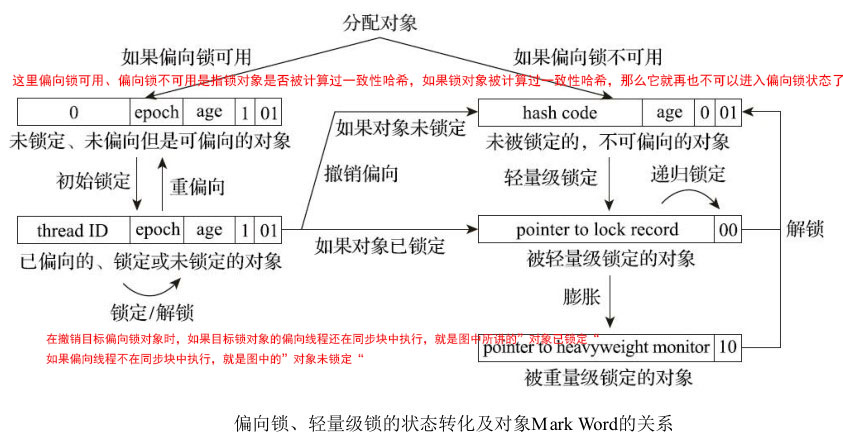 分配对象
如果偏向锁可用
如果偏向锁不可用
这里偏向锁可用、偏向锁不可用是指锁对象是否被计算过一致性哈希，如果锁对象被计算过一致性哈希，那么它就再也不可以进入偏向锁状态了
0 epoch age 1 01
hash code age 0 01
未锁定、未偏向但是可偏向的对象
如果对象未锁定
未被锁定的，不可偏向的对象
初始锁定
重偏向
撤销偏向
轻量级锁定
递归锁定
thread ID epoch age 1 01
pointer to lock record 00
解锁
已偏向的、锁定或未锁定的对象
如果对象已锁定
被轻量级锁定的对象
锁定/解锁
膨胀
在撤销目标偏向锁对象时，如果目标锁对象的偏向线程还在同步块中执行，就是图中所讲的”对象已锁定“
如果偏向线程不在同步块中执行，就是图中的”对象未锁定“
pointer to heavyweight monitor 10
被重量级锁定的对象
偏向锁、轻量级锁的状态转化及对象Mark Word的关系